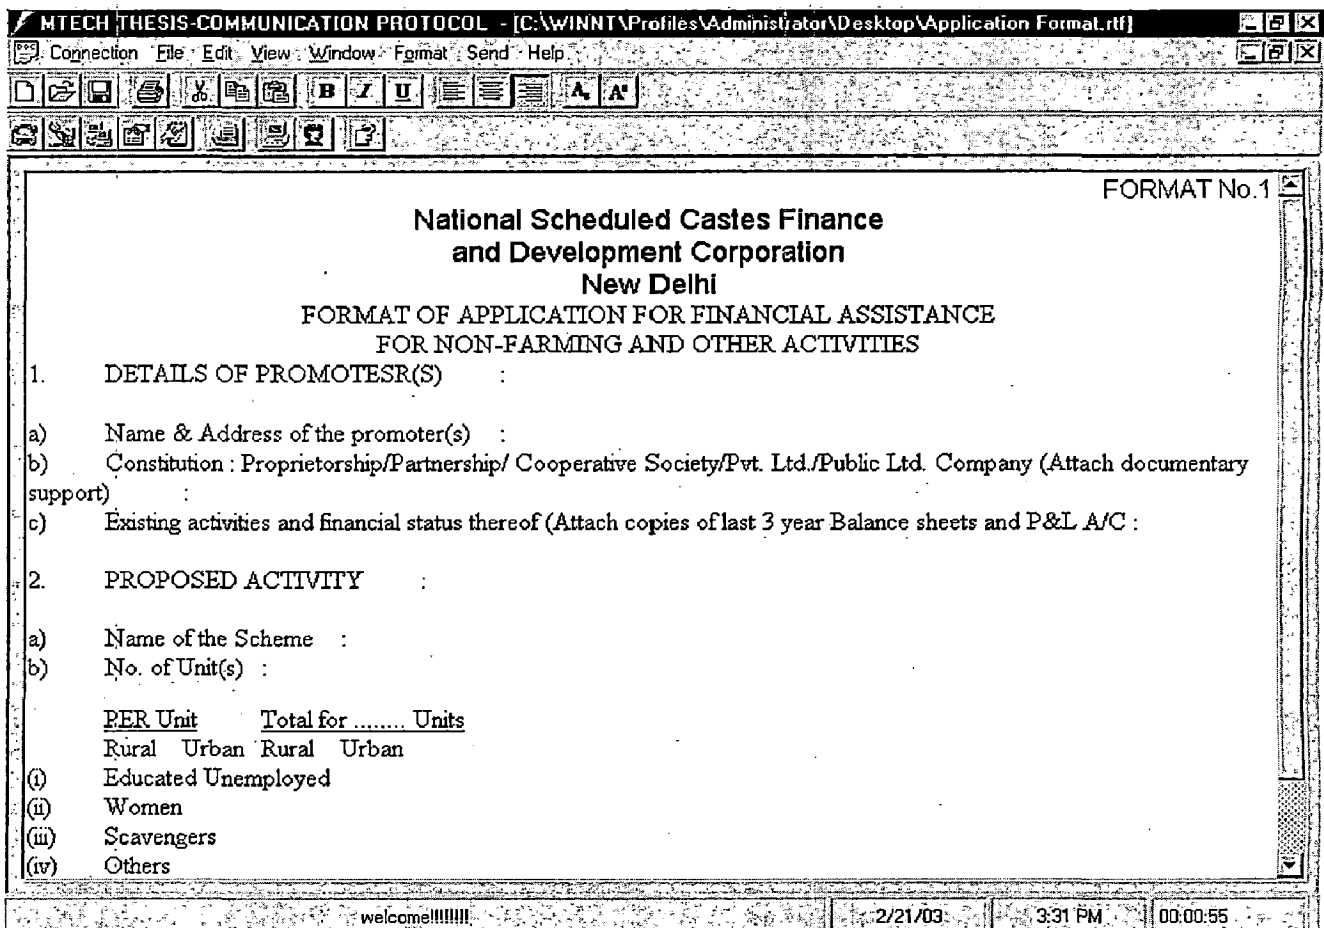 MTECH THESIS-COMMUNICATION PROTOCOL - [C:\WINNT\Profiles\Administrator\Desktop\Application Format.rtf]
Connection File Edit View Window Format Send Help
B I U A A
FORMAT No.1
National Scheduled Castes Finance
and Development Corporation
New Delhi
FORMAT OF APPLICATION FOR FINANCIAL ASSISTANCE
FOR NON-FARMING AND OTHER ACTIVITIES
1. DETAILS OF PROMOTESR(S) :
a) Name & Address of the promoter(s) :
b) Constitution : Proprietorship/Partnership/ Cooperative Society/Pvt. Ltd./Public Ltd. Company (Attach documentary
support) :
c) Existing activities and financial status thereof (Attach copies of last 3 year Balance sheets and P&L A/C :
2. PROPOSED ACTIVITY :
a) Name of the Scheme :
b) No. of Unit(s) :
PER Unit Total for ........ Units
Rural Urban Rural Urban
(i) Educated Unemployed
(ii) Women
(iii) Scavengers
(iv) Others
welcome!!!!!!!! 2/21/03 3:31 PM 00:00:55